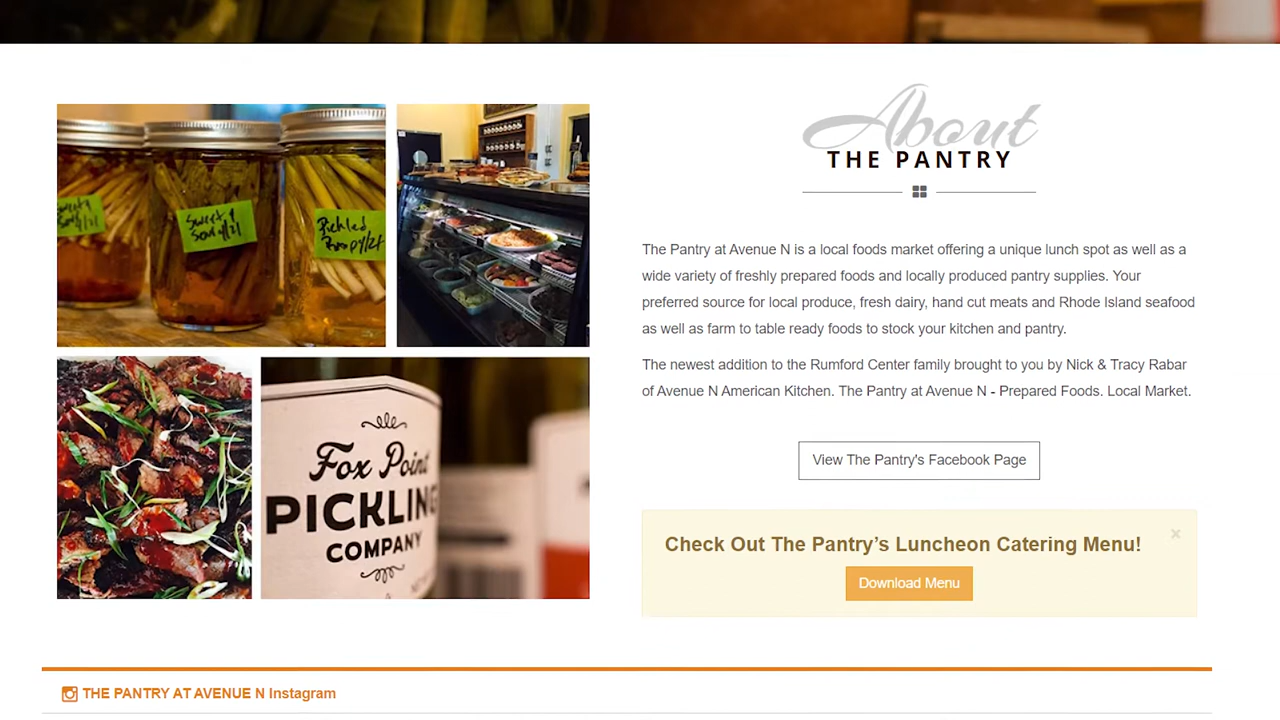 Sweet &
Sour 4/21
Pickled
About
THE PANTRY
The Pantry at Avenue N is a local foods market offering a unique lunch spot as well as a
wide variety of freshly prepared foods and locally produced pantry supplies. Your
preferred source for local produce, fresh dairy, hand cut meats and Rhode Island seafood
as well as farm to table ready foods to stock your kitchen and pantry.
The newest addition to the Rumford Center family brought to you by Nick & Tracy Rabar
of Avenue N American Kitchen. The Pantry at Avenue N - Prepared Foods. Local Market.
Fox Point
PICKLING
COMPANY
View The Pantry's Facebook Page
Check Out The Pantry’s Luncheon Catering Menu!
×
Download Menu
THE PANTRY AT AVENUE N Instagram